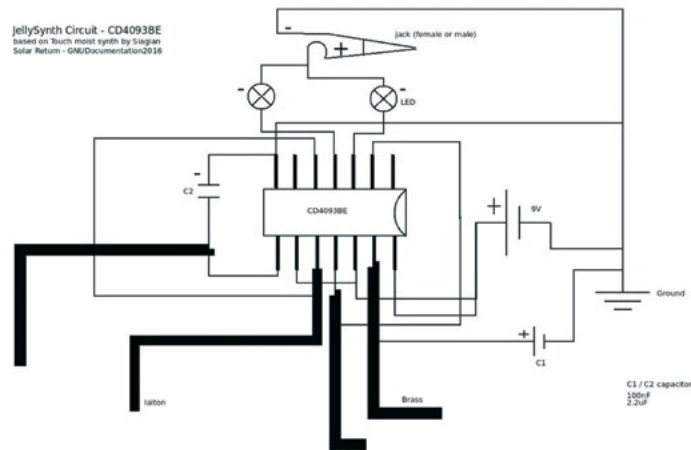 JellySynth Circuit - CD4093BE
based on Touch moist synth by Siagian
Solar Return - GNUDocumentation2016
-
jack (female or male)
+
-
-
LED
-
C2
CD4093BE
+
9V
Ground
+
C1
laiton
Brass
C1 / C2 capacitor
100nF
2.2uF